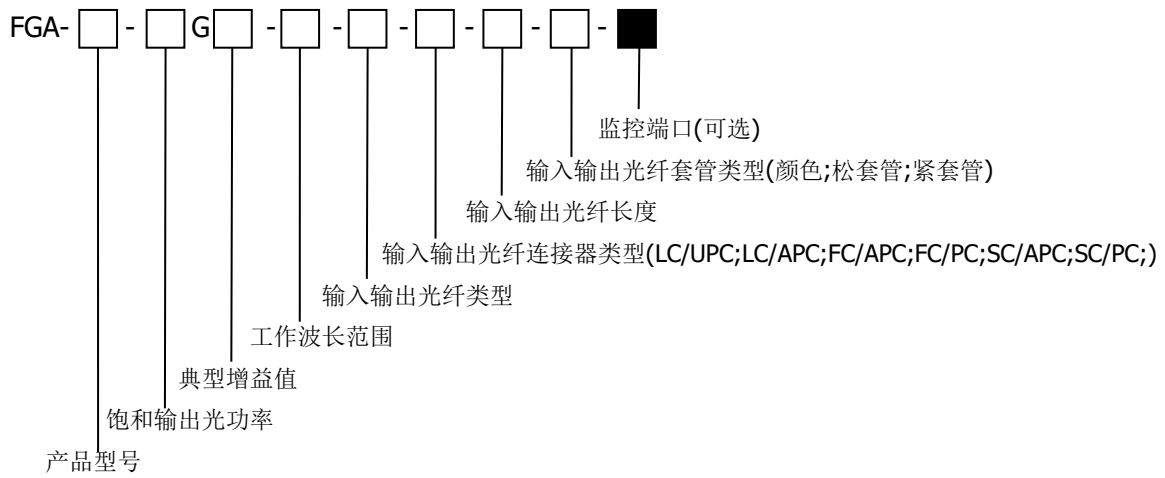 FGA- - G - - - - - -
监控端口(可选)
输入输出光纤套管类型(颜色;松套管;紧套管)
输入输出光纤长度
输入输出光纤连接器类型(LC/UPC;LC/APC;FC/APC;FC/PC;SC/APC;SC/PC;)
输入输出光纤类型
工作波长范围
典型增益值
饱和输出光功率
产品型号